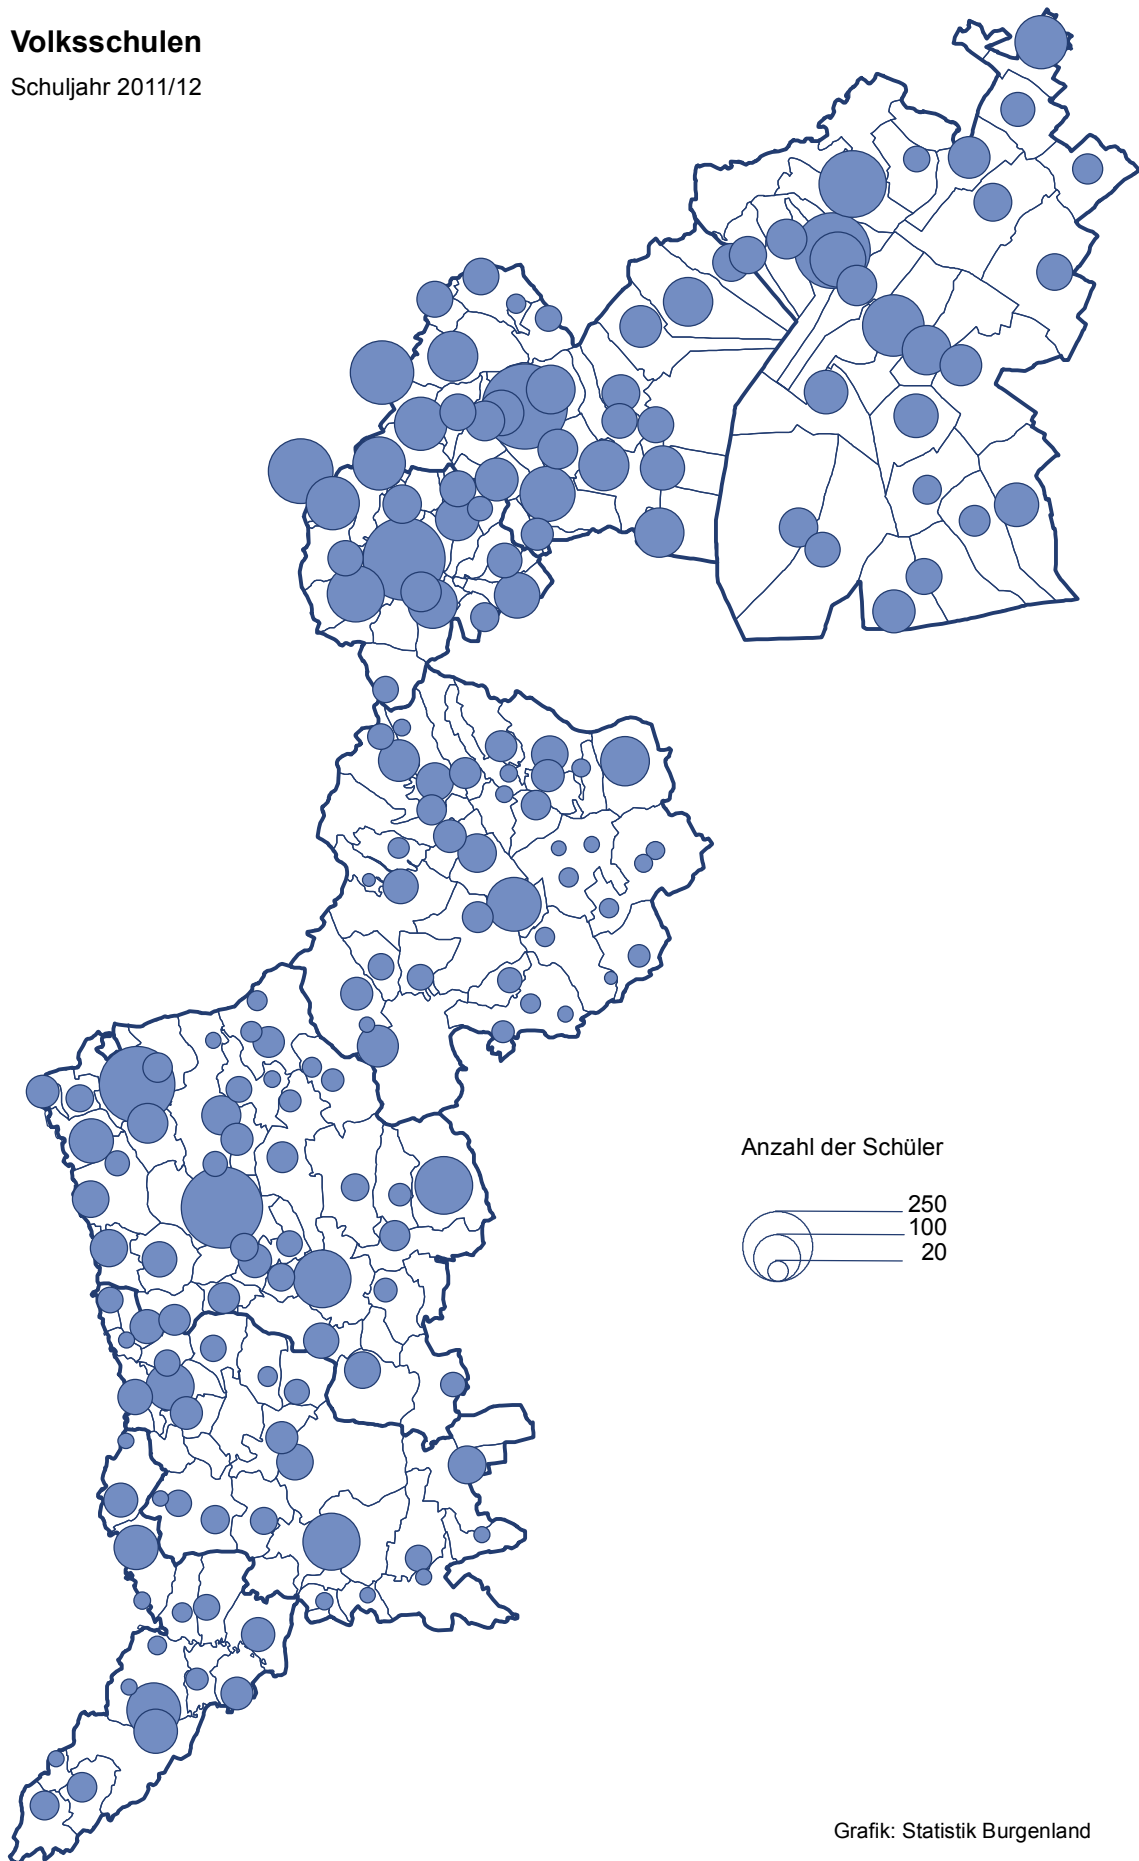 Volksschulen
Schuljahr 2011/12
Anzahl der Schüler
250
100
20
Grafik: Statistik Burgenland